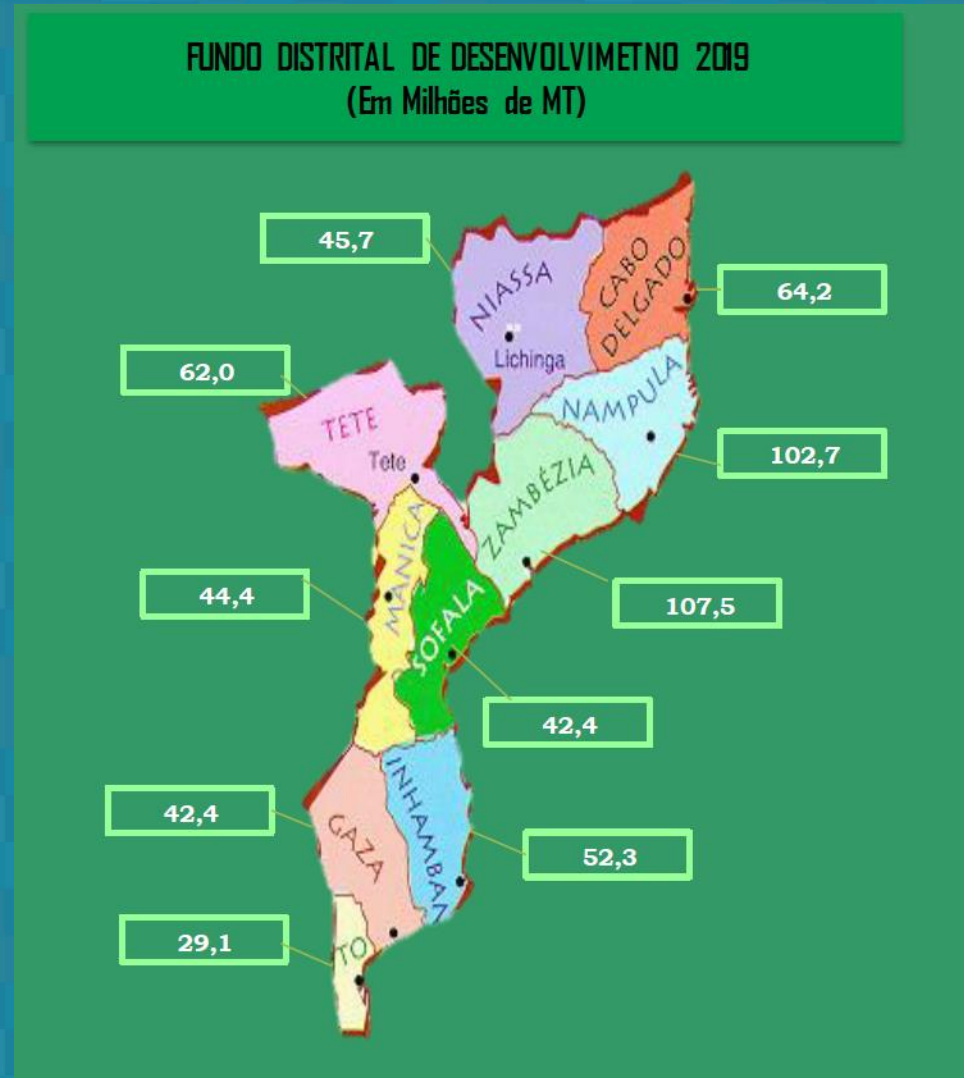 FUNDO DISTRITAL DE DESENVOLVIMETNO 2019
(Em Milhões de MT)
45,7
NIASSA
CABO
DELGADO
64,2
Lichinga
62,0
TETE
NAMPULA
Tete
102,7
ZAMBÉZIA
MANICA
44,4
107,5
SOFALA
42,4
42,4
INHAMBAN
GAZA
52,3
29,1
TO